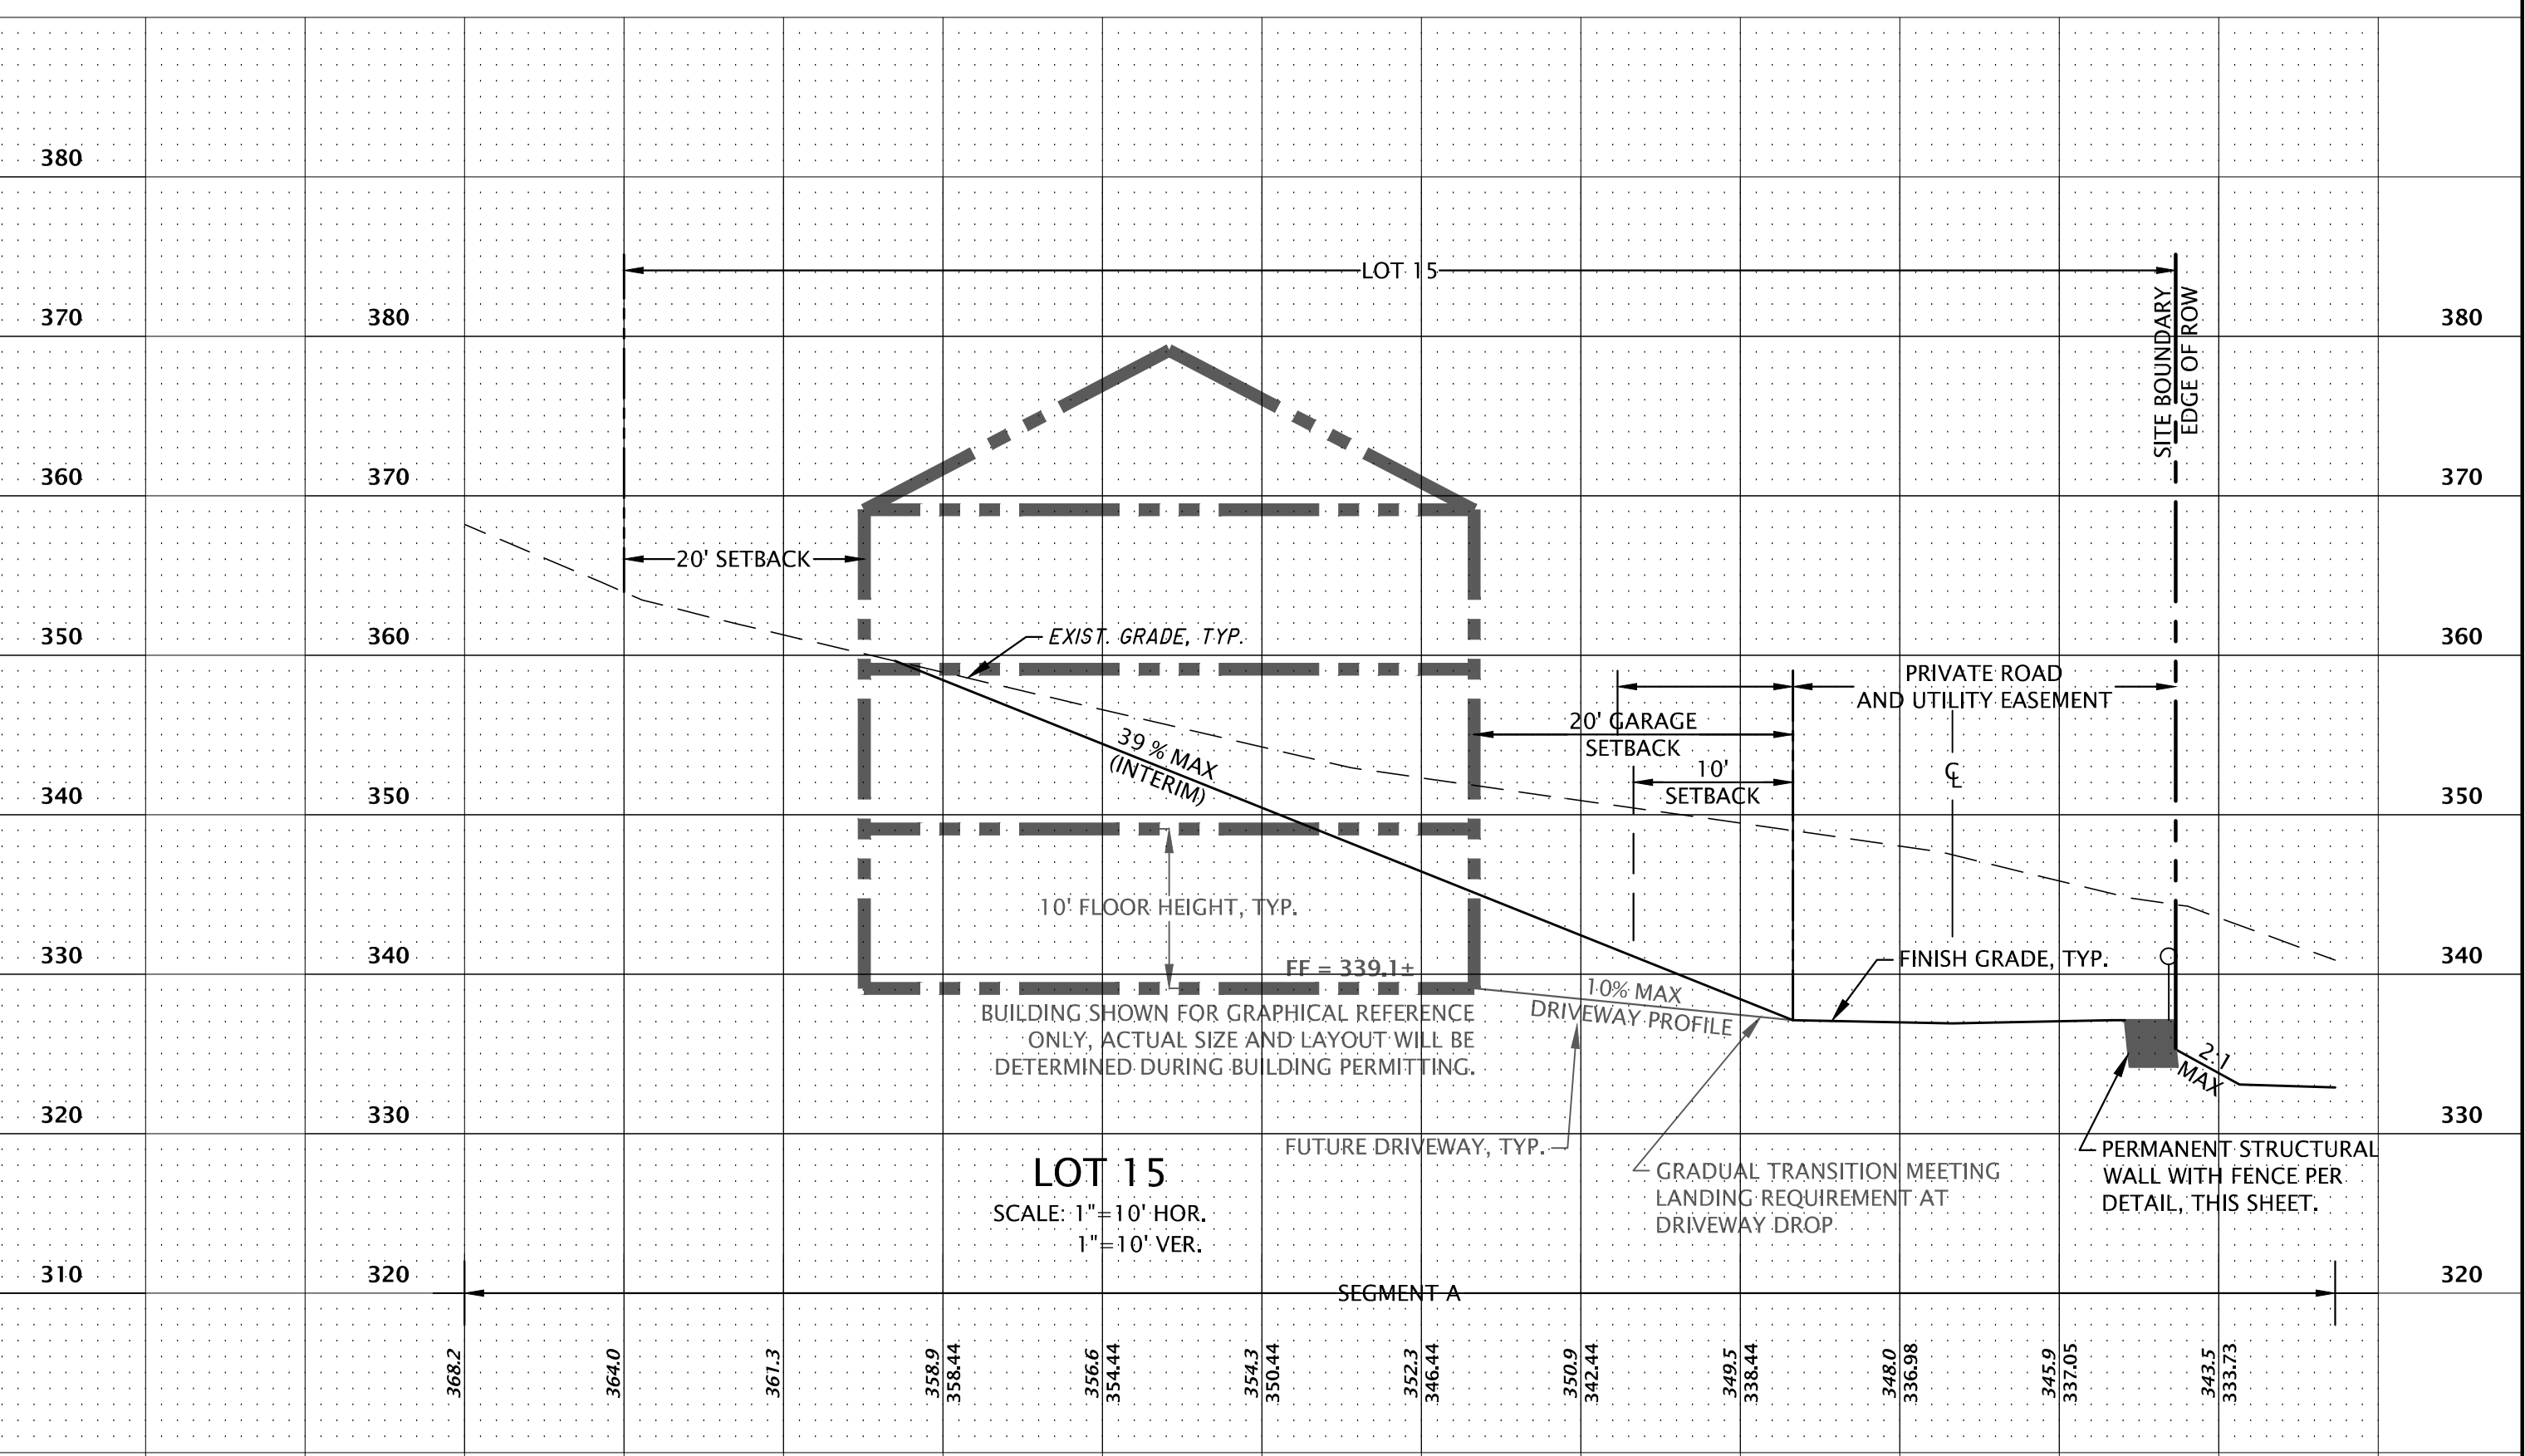 380
LOT 15
370
380
380
SITE BOUNDARY
EDGE OF ROW
360
370
370
20' SETBACK
350
360
360
EXIST. GRADE, TYP.
PRIVATE ROAD
AND UTILITY EASEMENT
20' GARAGE
SETBACK
39 % MAX
(INTERIM)
10'
SETBACK
CL
340
350
350
10' FLOOR HEIGHT, TYP.
330
340
340
FF = 339.1±
FINISH GRADE, TYP.
10% MAX
DRIVEWAY PROFILE
BUILDING SHOWN FOR GRAPHICAL REFERENCE
ONLY, ACTUAL SIZE AND LAYOUT WILL BE
DETERMINED DURING BUILDING PERMITTING.
2:1
MAX
320
330
330
FUTURE DRIVEWAY, TYP.
GRADUAL TRANSITION MEETING
LANDING REQUIREMENT AT
DRIVEWAY DROP
PERMANENT STRUCTURAL
WALL WITH FENCE PER
DETAIL, THIS SHEET.
LOT 15
SCALE: 1"=10' HOR.
1"=10' VER.
310
320
320
SEGMENT A
368.2
364.0
361.3
358.9
358.44
356.6
354.44
354.3
350.44
352.3
346.44
350.9
342.44
349.5
338.44
348.0
336.98
345.9
337.05
343.5
333.73